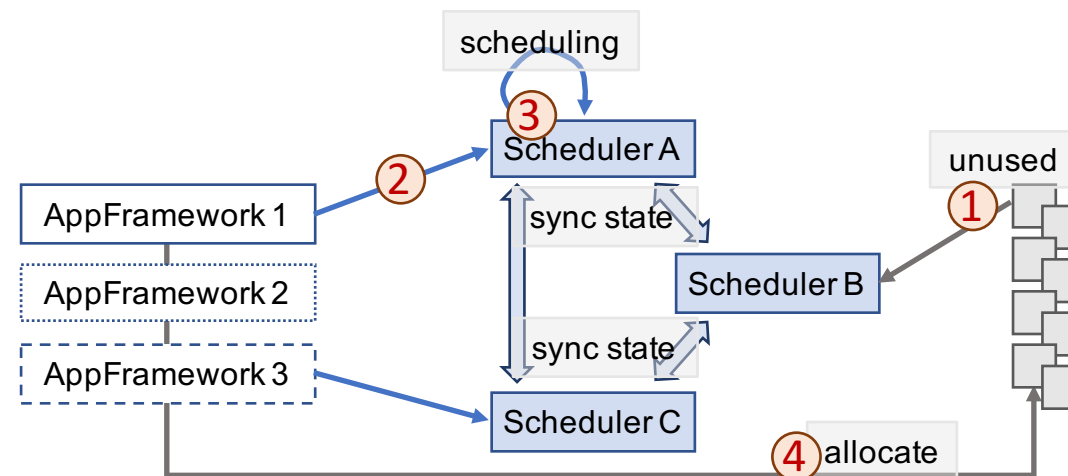 scheduling
3
Scheduler A
2
unused
1
AppFramework 1
sync state
AppFramework 2
Scheduler B
sync state
AppFramework 3
Scheduler C
4 allocate